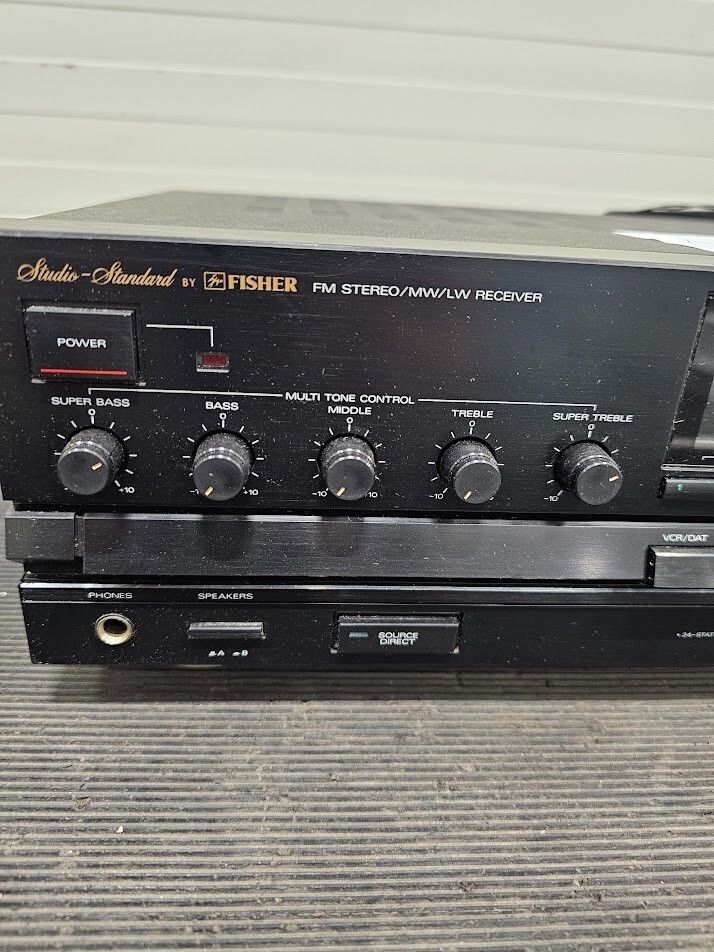 Studio-Standard BY fr FISHER FM STEREO/MW/LW RECEIVER
POWER
MULTI TONE CONTROL
SUPER BASS BASS MIDDLE TREBLE SUPER TREBLE
0 0 0 0 0
+10 +10 -10 10 -10 -10
VCR/DAT
PHONES SPEAKERS
SOURCE
DIRECT
A B